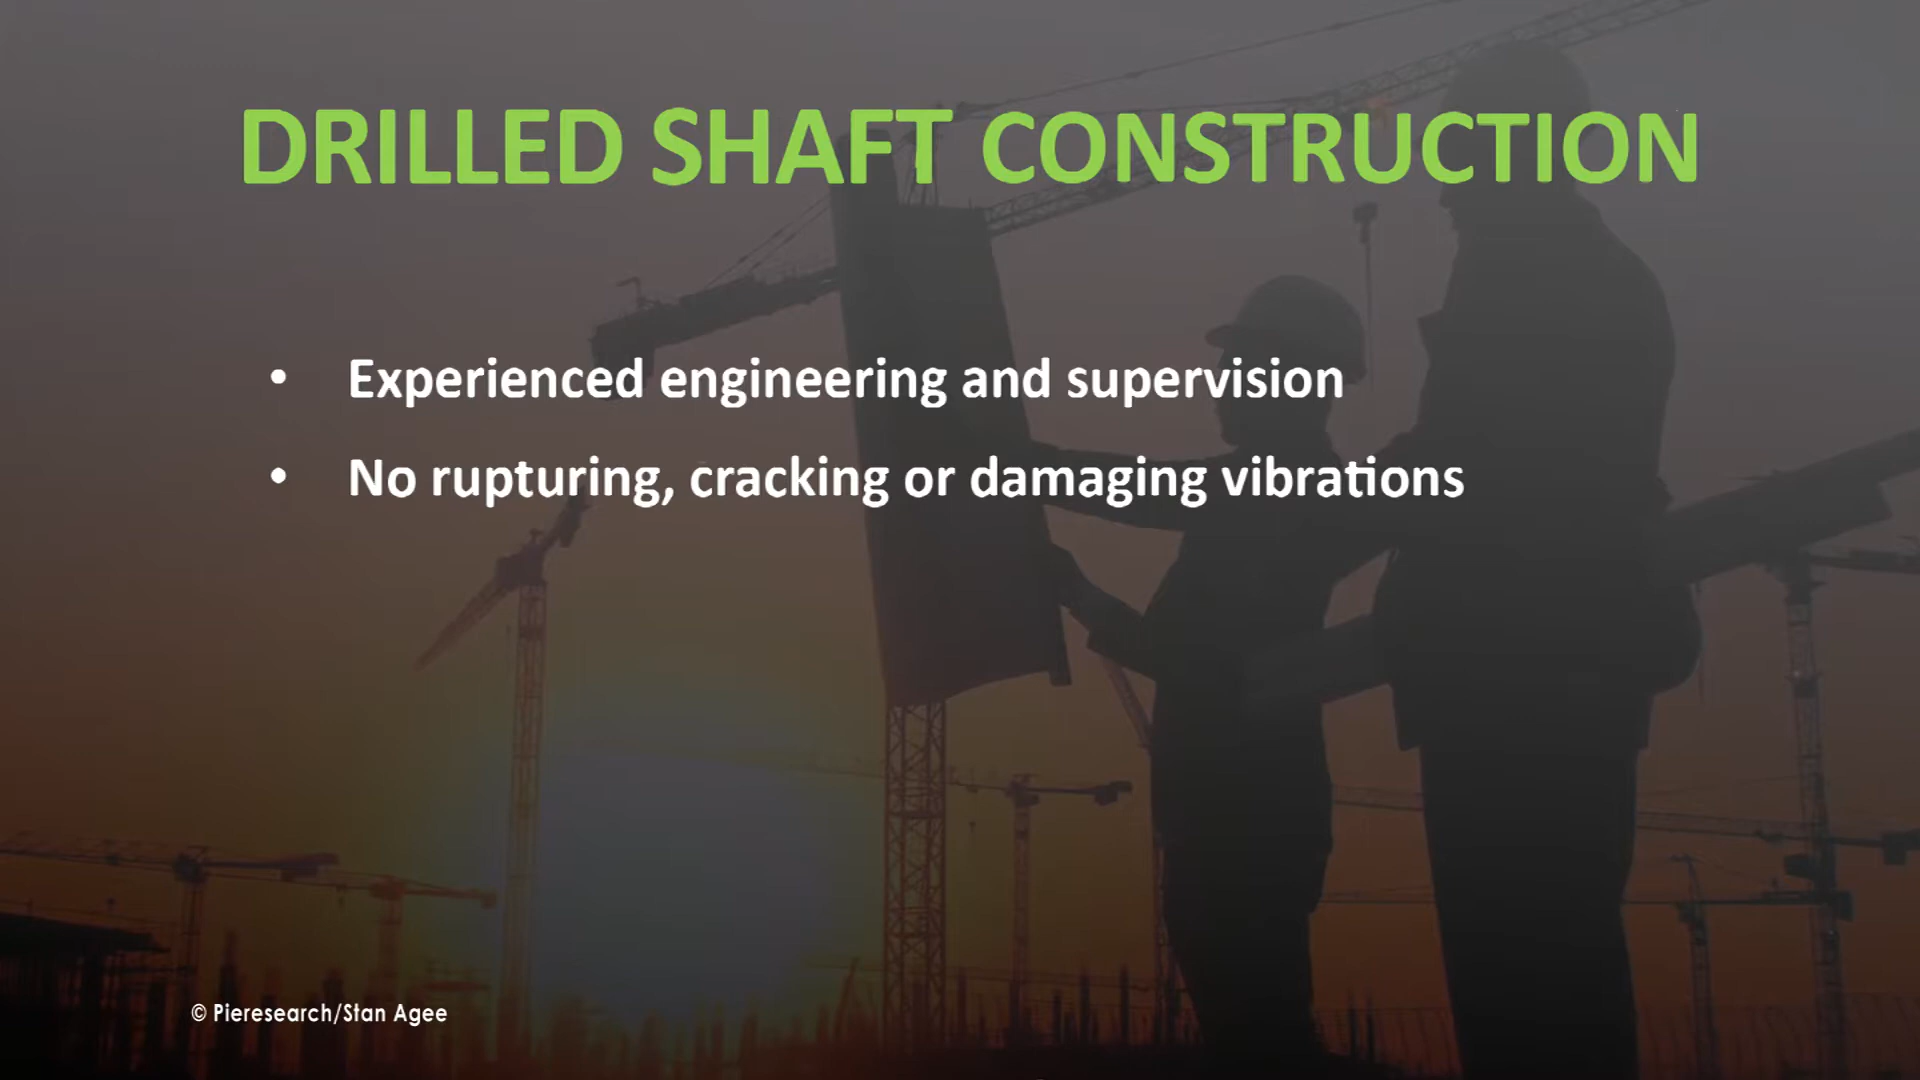 DRILLED SHAFT CONSTRUCTION
• Experienced engineering and supervision
• No rupturing, cracking or damaging vibrations
© Pieresearch/Stan Agee